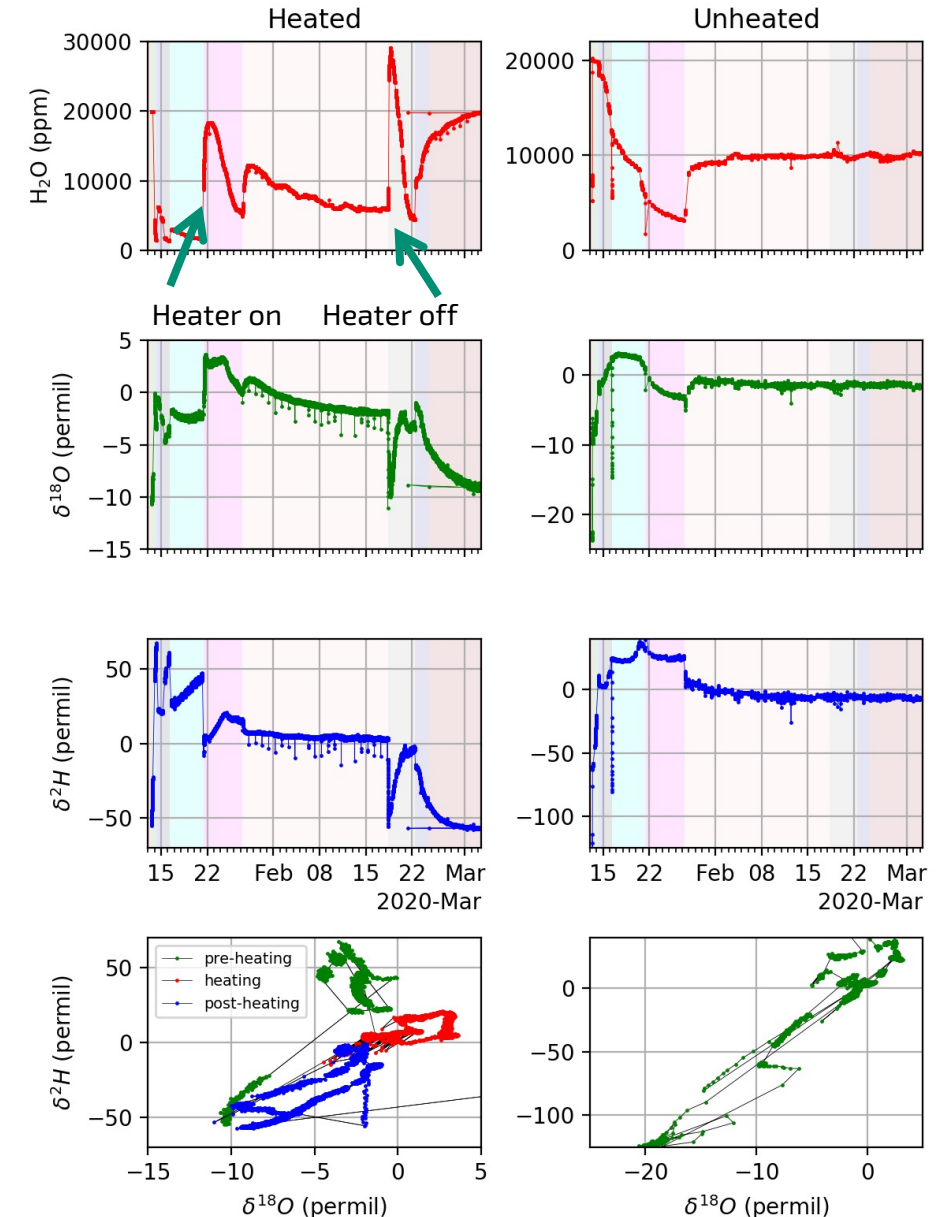 Heated
Unheated
30000
20000
10000
0
H₂O (ppm)
20000
10000
0
Heater on
Heater off
5
0
−5
−10
−15
δ¹⁸O (permil)
0
−10
−20
50
0
−50
δ²H (permil)
0
−50
−100
15 22 Feb 08 15 22 Mar
2020-Mar
15 22 Feb 08 15 22 Mar
2020-Mar
50
0
−50
δ²H (permil)
pre-heating
heating
post-heating
−15 −10 −5 0 5
δ¹⁸O (permil)
0
−50
−100
−20 −10 0
δ¹⁸O (permil)